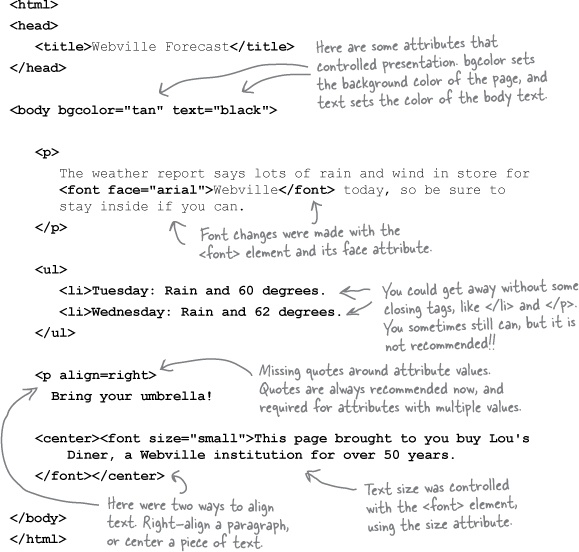 <html>
<head>
<title>Webville Forecast</title>
</head>
Here are some attributes that
controlled presentation. bgcolor sets
the background color of the page, and
text sets the color of the body text.
<body bgcolor="tan" text="black">
<p>
The weather report says lots of rain and wind in store for
<font face="arial">Webville</font> today, so be sure to
stay inside if you can.
</p>
Font changes were made with the
<font> element and its face attribute.
<ul>
<li>Tuesday: Rain and 60 degrees.
<li>Wednesday: Rain and 62 degrees.
</ul>
You could get away without some
closing tags, like </li> and </p>.
You sometimes still can, but it is
not recommended!!
<p align=right>
Bring your umbrella!
Missing quotes around attribute values.
Quotes are always recommended now, and
required for attributes with multiple values.
<center><font size="small">This page brought to you buy Lou's
Diner, a Webville institution for over 50 years.
</font></center>
Here were two ways to align
text. Right-align a paragraph,
or center a piece of text.
Text size was controlled
with the <font> element,
using the size attribute.
</body>
</html>